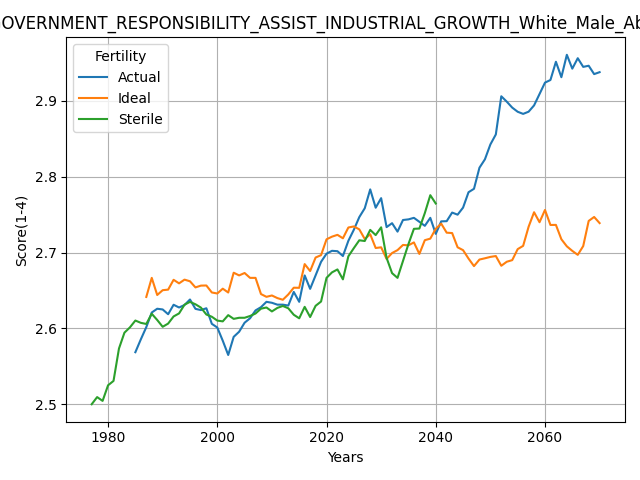 OVERNMENT_RESPONSIBILITY_ASSIST_INDUSTRIAL_GROWTH_White_Male_Ab
Fertility
Actual
Ideal
Sterile
Score(1-4)
2.9
2.8
2.7
2.6
2.5
1980 2000 2020 2040 2060
Years